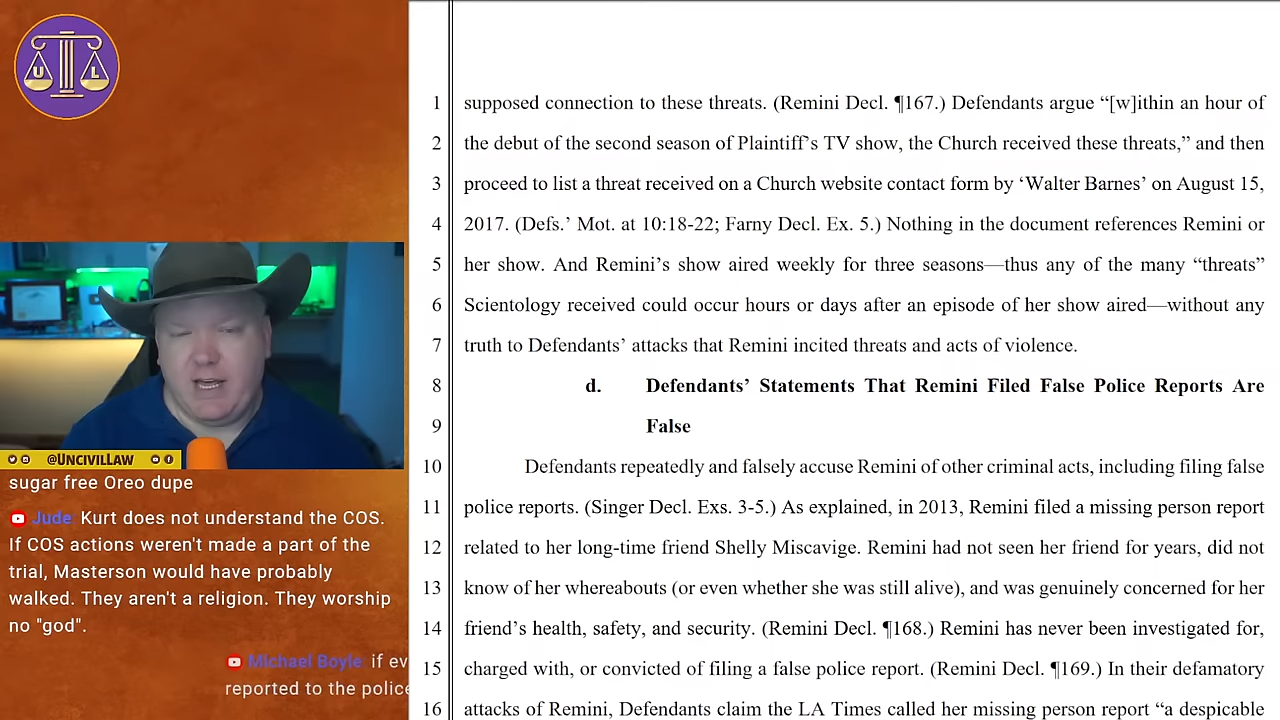 U L
@UNCIVILLAW
sugar free Oreo dupe
Jude Kurt does not understand the COS.
If COS actions weren't made a part of the
trial, Masterson would have probably
walked. They aren't a religion. They worship
no "god".
Michael Boyle if ev
reported to the police
1 supposed connection to these threats. (Remini Decl. ¶167.) Defendants argue “[w]ithin an hour of
2 the debut of the second season of Plaintiff’s TV show, the Church received these threats,” and then
3 proceed to list a threat received on a Church website contact form by ‘Walter Barnes’ on August 15,
4 2017. (Defs.’ Mot. at 10:18-22; Farny Decl. Ex. 5.) Nothing in the document references Remini or
5 her show. And Remini’s show aired weekly for three seasons—thus any of the many “threats”
6 Scientology received could occur hours or days after an episode of her show aired—without any
7 truth to Defendants’ attacks that Remini incited threats and acts of violence.
8 d. Defendants’ Statements That Remini Filed False Police Reports Are
9 False
10 Defendants repeatedly and falsely accuse Remini of other criminal acts, including filing false
11 police reports. (Singer Decl. Exs. 3-5.) As explained, in 2013, Remini filed a missing person report
12 related to her long-time friend Shelly Miscavige. Remini had not seen her friend for years, did not
13 know of her whereabouts (or even whether she was still alive), and was genuinely concerned for her
14 friend’s health, safety, and security. (Remini Decl. ¶168.) Remini has never been investigated for,
15 charged with, or convicted of filing a false police report. (Remini Decl. ¶169.) In their defamatory
16 attacks of Remini, Defendants claim the LA Times called her missing person report “a despicable